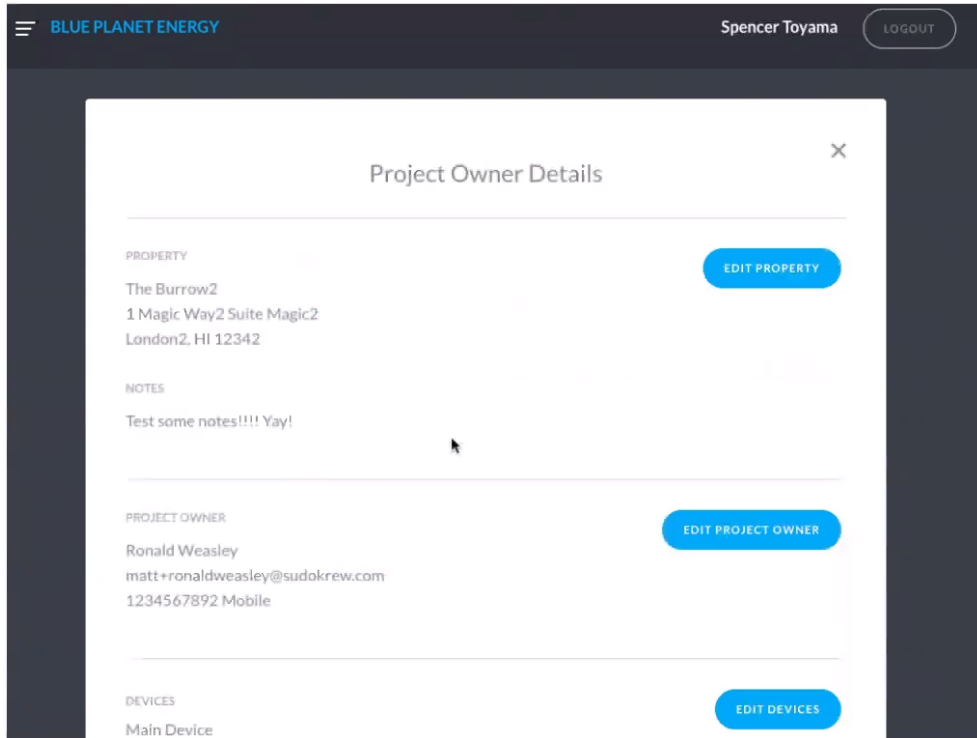 BLUE PLANET ENERGY
Spencer Toyama
LOGOUT
Project Owner Details
PROPERTY
EDIT PROPERTY
The Burrow2
1 Magic Way2 Suite Magic2
London2, HI 12342
NOTES
Test some notes!!!! Yay!
PROJECT OWNER
EDIT PROJECT OWNER
Ronald Weasley
matt+ronaldweasley@sudokrew.com
1234567892 Mobile
DEVICES
EDIT DEVICES
Main Device